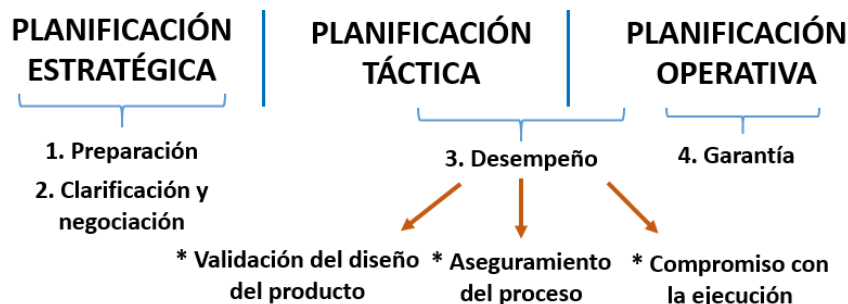 PLANIFICACIÓN
ESTRATÉGICA
PLANIFICACIÓN
TÁCTICA
PLANIFICACIÓN
OPERATIVA
1. Preparación
2. Clarificación y
negociación
3. Desempeño
4. Garantía
* Validación del diseño
del producto
* Aseguramiento
del proceso
* Compromiso con
la ejecución